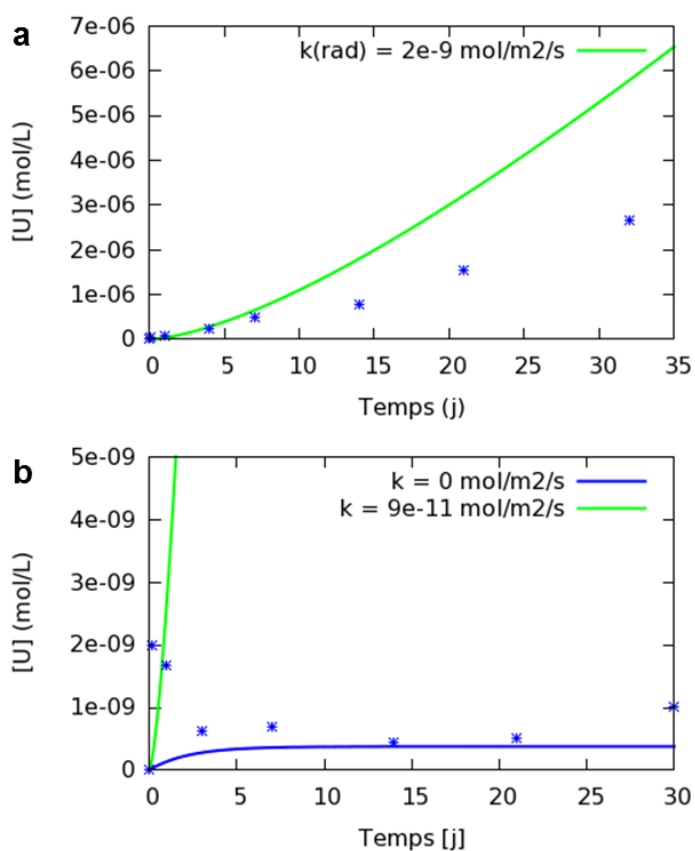 a
7e-06
6e-06
5e-06
4e-06
3e-06
2e-06
1e-06
0
[U] (mol/L)
k(rad) = 2e-9 mol/m2/s
0 5 10 15 20 25 30 35
Temps (j)
b
5e-09
4e-09
3e-09
2e-09
1e-09
0
[U] (mol/L)
k = 0 mol/m2/s
k = 9e-11 mol/m2/s
0 5 10 15 20 25 30
Temps [j]